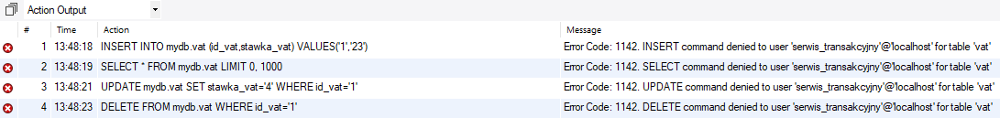 Action Output
# Time Action Message
1 13:48:18 INSERT INTO mydb.vat (id_vat,stawka_vat) VALUES('1','23') Error Code: 1142. INSERT command denied to user 'serwis_transakcyjny'@'localhost' for table 'vat'
2 13:48:19 SELECT * FROM mydb.vat LIMIT 0, 1000 Error Code: 1142. SELECT command denied to user 'serwis_transakcyjny'@'localhost' for table 'vat'
3 13:48:21 UPDATE mydb.vat SET stawka_vat='4' WHERE id_vat='1' Error Code: 1142. UPDATE command denied to user 'serwis_transakcyjny'@'localhost' for table 'vat'
4 13:48:23 DELETE FROM mydb.vat WHERE id_vat='1' Error Code: 1142. DELETE command denied to user 'serwis_transakcyjny'@'localhost' for table 'vat'